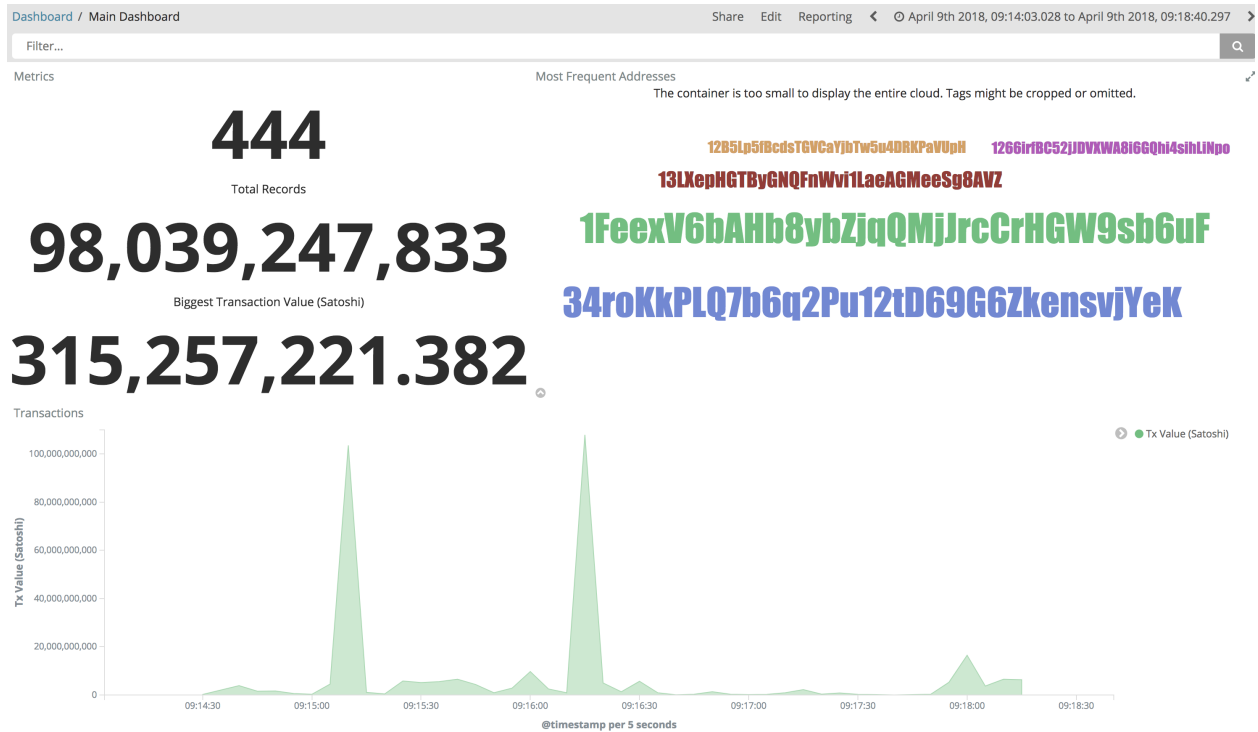 Dashboard / Main Dashboard
Share Edit Reporting April 9th 2018, 09:14:03.028 to April 9th 2018, 09:18:40.297
Filter...
Metrics
444
Total Records
98,039,247,833
Biggest Transaction Value (Satoshi)
315,257,221.382
Most Frequent Addresses
The container is too small to display the entire cloud. Tags might be cropped or omitted.
12B5Lp5fBcdsTGVCaYjbTw5u4DRKPaVUpH 1266irfBC52jJDVXWA8i6GQhi4sihLiNpo
13LXepHGTByGNQFnWvi1LaeAGMeeSg8AVZ
1FeexV6bAHb8ybZjqQMjJrcCrHGW9sb6uF
34roKkPLQ7b6q2Pu12tD69G6ZkensvjYeK
Transactions
Tx Value (Satoshi)
100,000,000,000
80,000,000,000
60,000,000,000
40,000,000,000
20,000,000,000
0
Tx Value (Satoshi)
09:14:30 09:15:00 09:15:30 09:16:00 09:16:30 09:17:00 09:17:30 09:18:00 09:18:30
@timestamp per 5 seconds